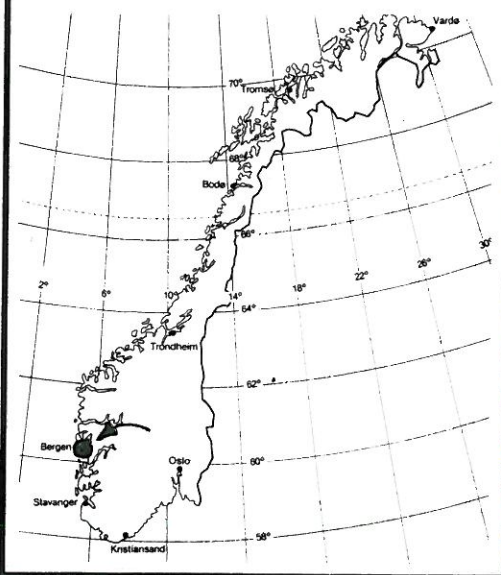 Vardø
70°
Tromsø
68°
Bodø
66°
30°
26°
22°
18°
2°
6°
10°
14°
64°
Trondheim
62°
Bergen
Oslo
60°
Stavanger
58°
Kristiansand